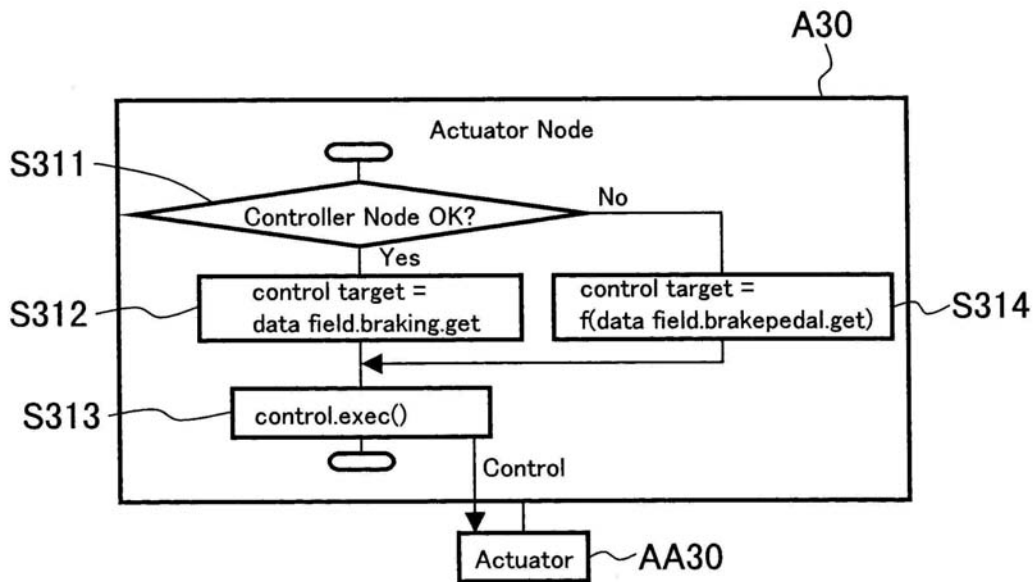 A30
Actuator Node
S311
Controller Node OK?
No
Yes
S312
control target =
data field.braking.get
control target =
f(data field.brakepedal.get)
S314
S313
control.exec()
Control
Actuator
AA30